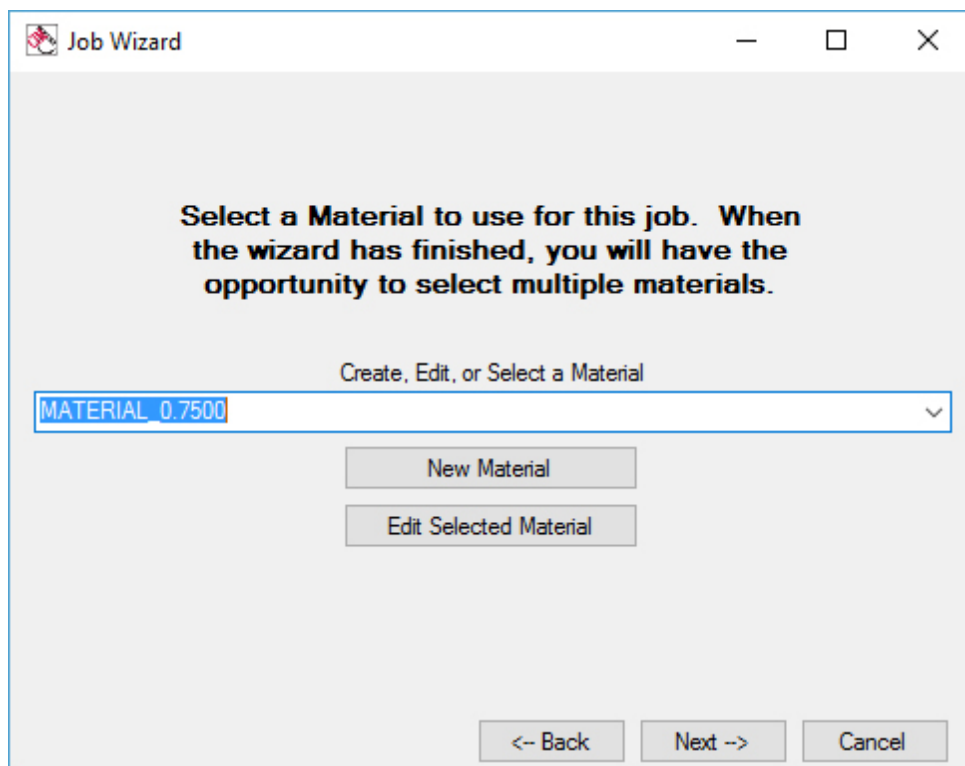 Job Wizard
Select a Material to use for this job.  When
the wizard has finished, you will have the
opportunity to select multiple materials.
Create, Edit, or Select a Material
MATERIAL_0.7500
New Material
Edit Selected Material
<-- Back
Next -->
Cancel